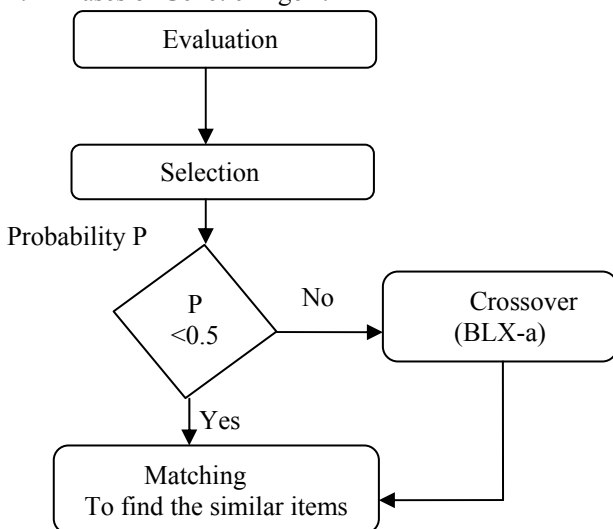 Evaluation
Selection
Probability P
P
<0.5
No
Crossover
(BLX-a)
Yes
Matching
To find the similar items